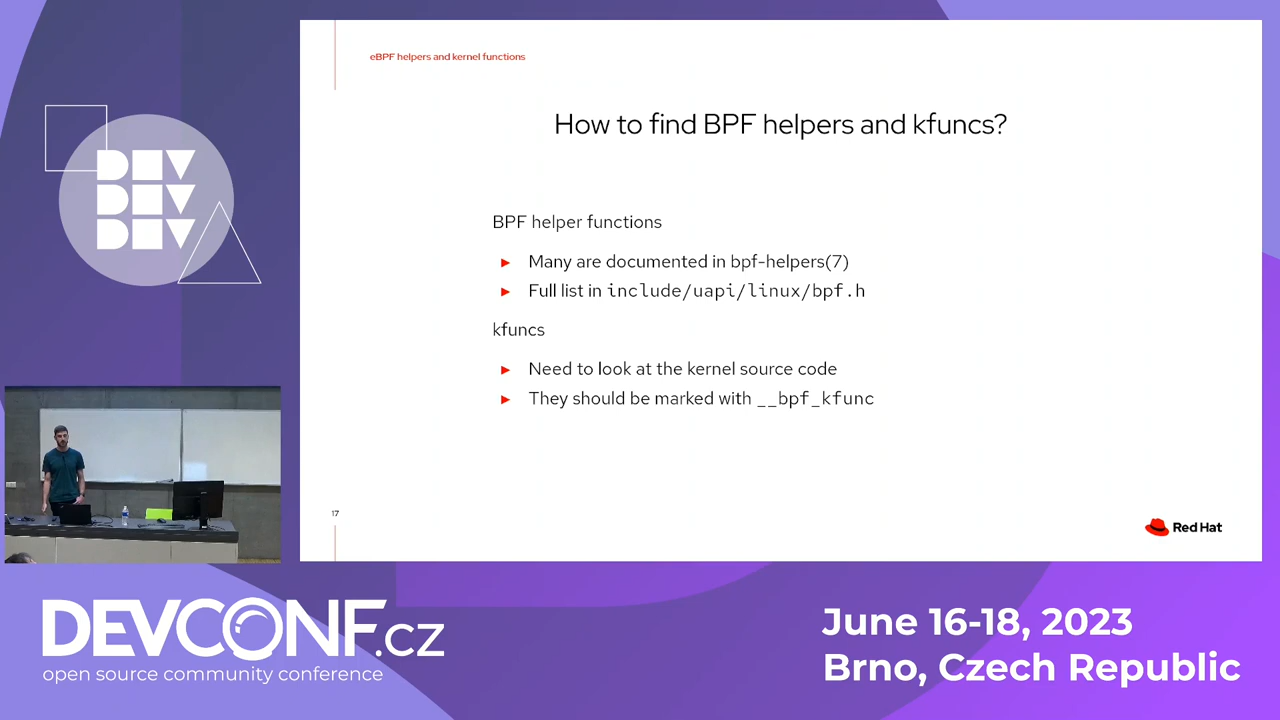 eBPF helpers and kernel functions
How to find BPF helpers and kfuncs?
BPF helper functions
► Many are documented in bpf-helpers(7)
► Full list in include/uapi/linux/bpf.h
kfuncs
► Need to look at the kernel source code
► They should be marked with __bpf_kfunc
17
Red Hat
DEV
DEV
DEV
DEVCONF.cz
open source community conference
June 16-18, 2023
Brno, Czech Republic